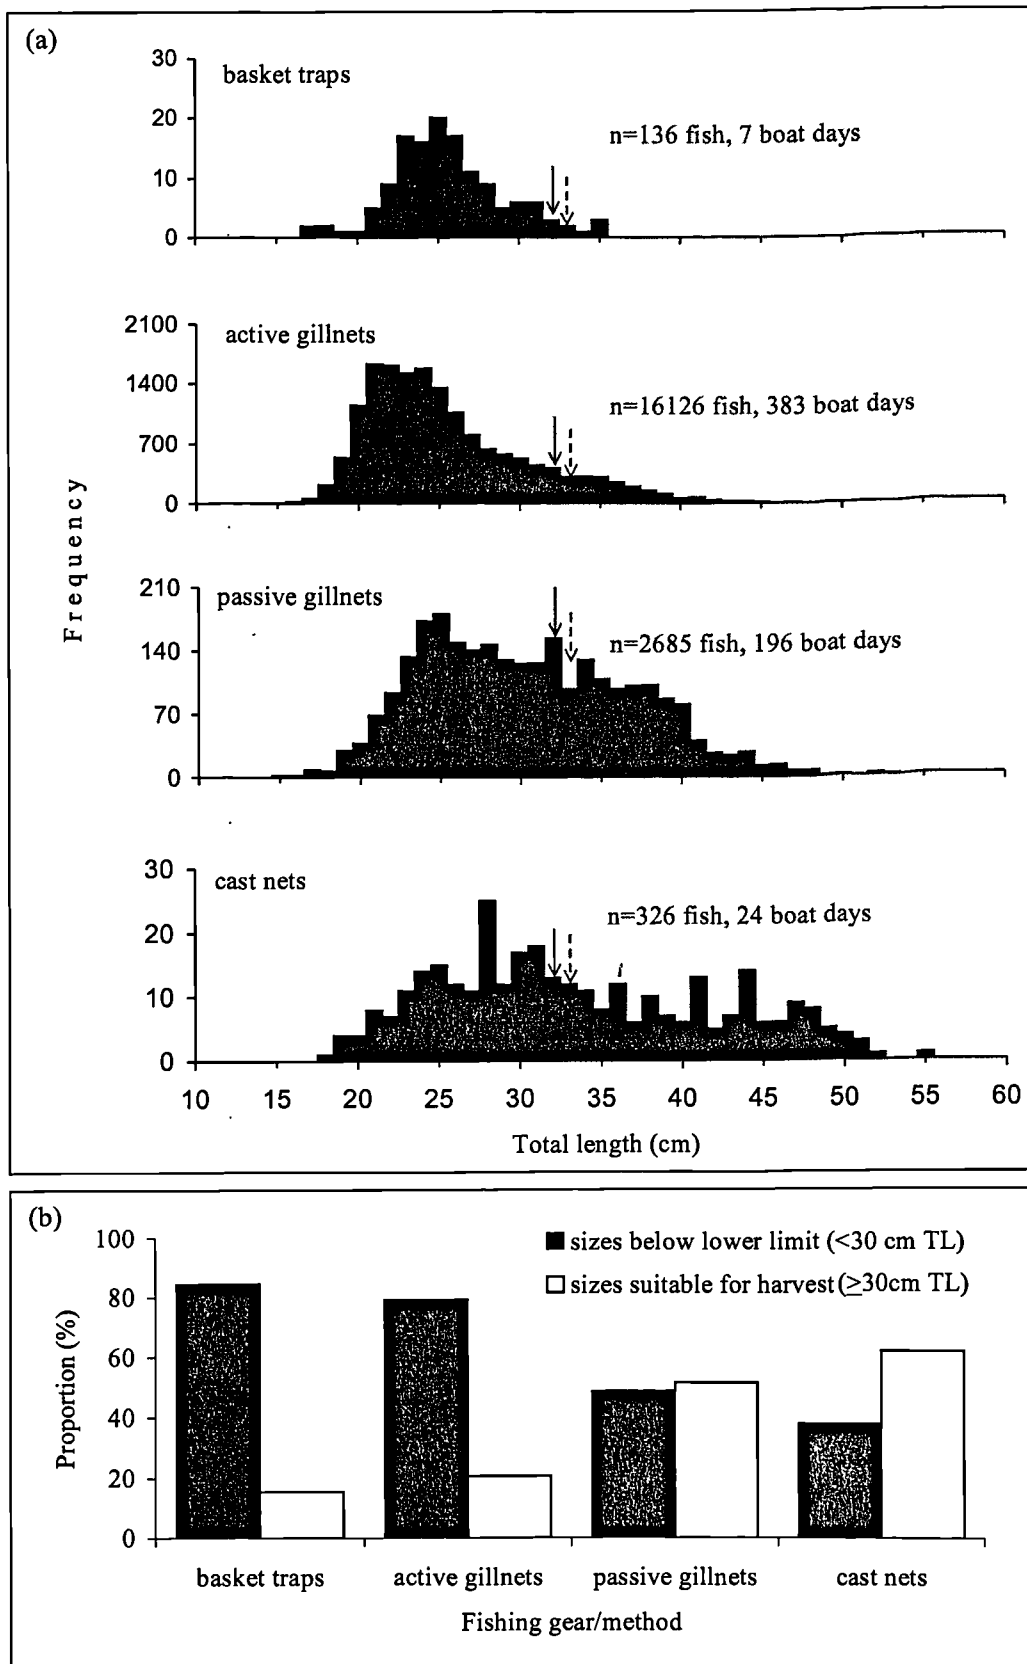 (a)
basket traps
n=136 fish, 7 boat days
30
20
10
0
active gillnets
n=16126 fish, 383 boat days
2100
1400
700
0
passive gillnets
n=2685 fish, 196 boat days
210
140
70
0
cast nets
n=326 fish, 24 boat days
30
20
10
0
10 20 25 30 35 40 45 50 55 60
Total length (cm)
Frequency
(b)
sizes below lower limit (<30 cm TL)
sizes suitable for harvest (≥30cm TL)
100
80
60
40
20
0
Proportion (%)
basket traps active gillnets passive gillnets cast nets
Fishing gear/method